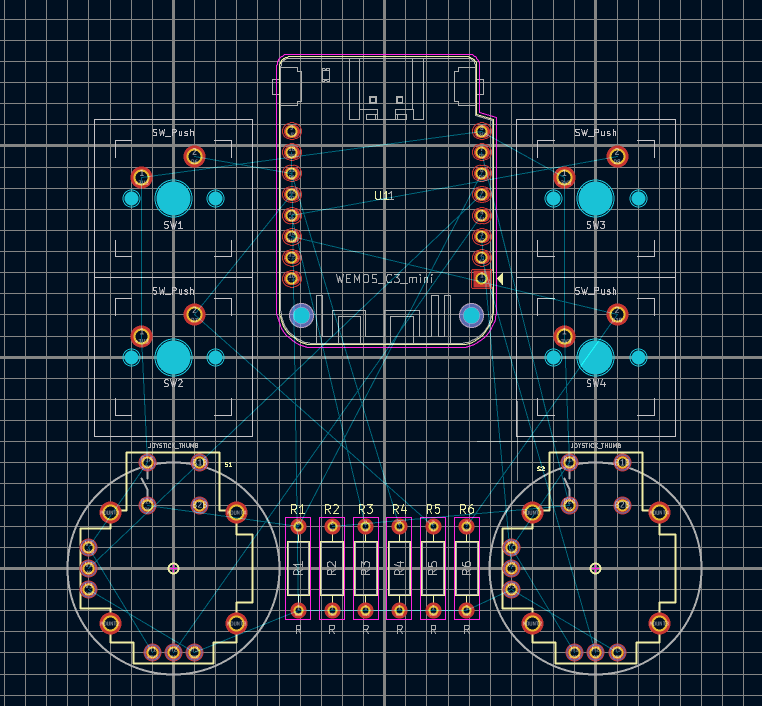 SW_Push
SW_Push
U1
SW1
SW3
WEMOS_C3_mini
SW_Push
SW_Push
SW2
SW4
JOYSTICK_THUMB
JOYSTICK_THUMB
S1
S2
R1 R2 R3 R4 R5 R6
R1 R2 R3 R4 R5 R6
R R R R R R